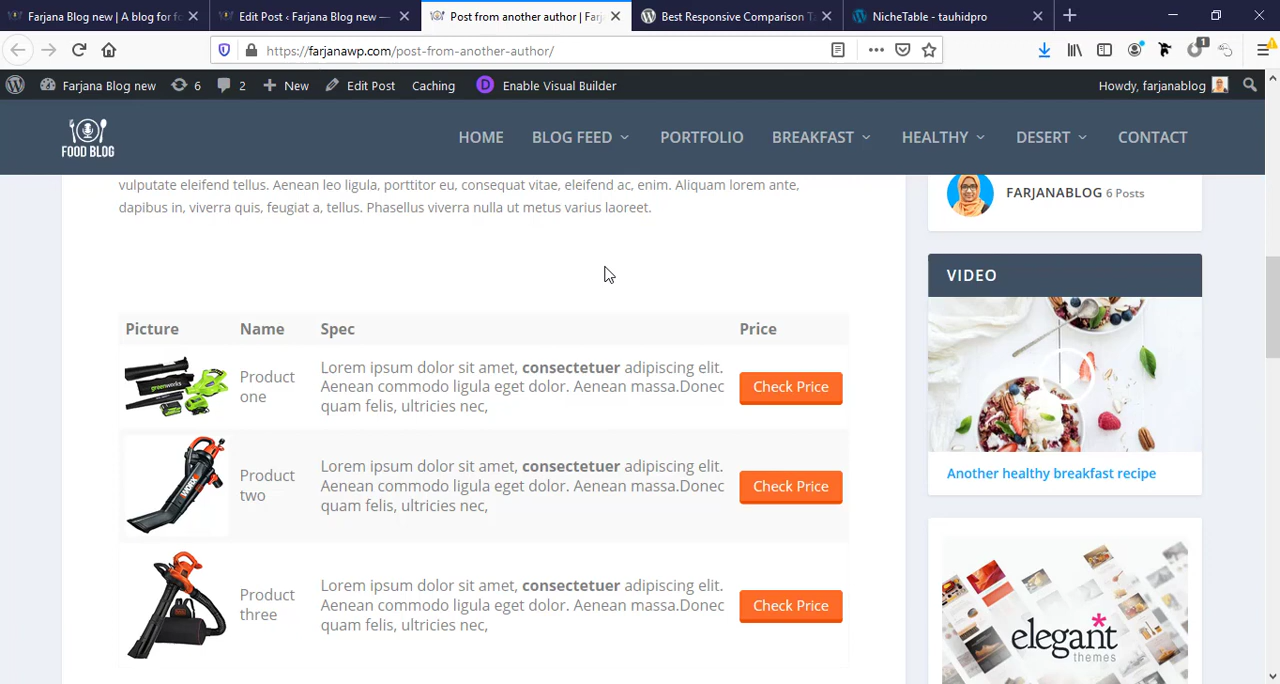 Farjana Blog new | A blog for fo
Edit Post ‹ Farjana Blog new —
Post from another author | Farj
Best Responsive Comparison T
NicheTable - tauhidpro
https://farjanawp.com/post-from-another-author/
1
Farjana Blog new
6
2
New
Edit Post
Caching
D
Enable Visual Builder
Howdy, farjanablog
FOOD BLOG
HOME
BLOG FEED
PORTFOLIO
BREAKFAST
HEALTHY
DESERT
CONTACT
vulputate eleifend tellus. Aenean leo ligula, porttitor eu, consequat vitae, eleifend ac, enim. Aliquam lorem ante,
dapibus in, viverra quis, feugiat a, tellus. Phasellus viverra nulla ut metus varius laoreet.
FARJANABLOG 6 Posts
VIDEO
Another healthy breakfast recipe
elegant
themes
Picture Name Spec Price
greenworks
Product
one
Lorem ipsum dolor sit amet, consectetuer adipiscing elit.
Aenean commodo ligula eget dolor. Aenean massa.Donec
quam felis, ultricies nec,
Check Price
WORX
Product
two
Lorem ipsum dolor sit amet, consectetuer adipiscing elit.
Aenean commodo ligula eget dolor. Aenean massa.Donec
quam felis, ultricies nec,
Check Price
Product
three
Lorem ipsum dolor sit amet, consectetuer adipiscing elit.
Aenean commodo ligula eget dolor. Aenean massa.Donec
quam felis, ultricies nec,
Check Price